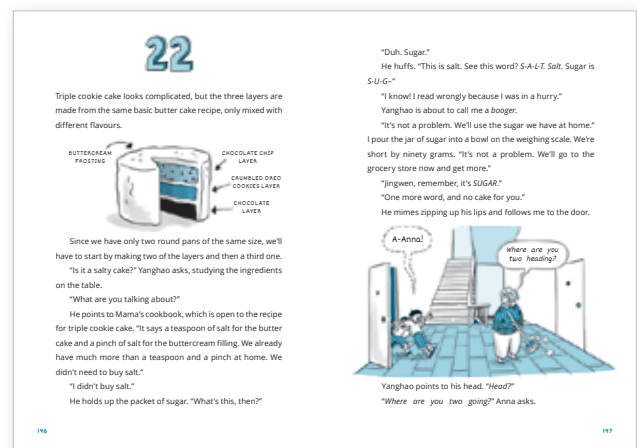 22
Triple cookie cake looks complicated, but the three layers are
made from the same basic butter cake recipe, only mixed with
different flavours.
BUTTERCREAM
FROSTING
CHOCOLATE CHIP
LAYER
CRUMBLED OREO
COOKIES LAYER
CHOCOLATE
LAYER
Since we have only two round pans of the same size, we’ll
have to start by making two of the layers and then a third one.
“Is it a salty cake?” Yanghao asks, studying the ingredients
on the table.
“What are you talking about?”
He points to Mama’s cookbook, which is open to the recipe
for triple cookie cake. “It says a teaspoon of salt for the butter
cake and a pinch of salt for the buttercream filling. We already
have much more than a teaspoon and a pinch at home. We
didn’t need to buy salt.”
“I didn’t buy salt.”
He holds up the packet of sugar. “What’s this, then?”
196
“Duh. Sugar.”
He huffs. “This is salt. See this word? S-A-L-T. Salt. Sugar is
S-U-G–”
“I know! I read wrongly because I was in a hurry.”
Yanghao is about to call me a booger.
“It’s not a problem. We’ll use the sugar we have at home.”
I pour the jar of sugar into a bowl on the weighing scale. We’re
short by ninety grams. “It’s not a problem. We’ll go to the
grocery store now and get more.”
“Jingwen, remember, it’s SUGAR.”
“One more word, and no cake for you.”
He mimes zipping up his lips and follows me to the door.
A-Anna!
Where are you
two heading?
Yanghao points to his head. “Head?”
“Where are you two going?” Anna asks.
197